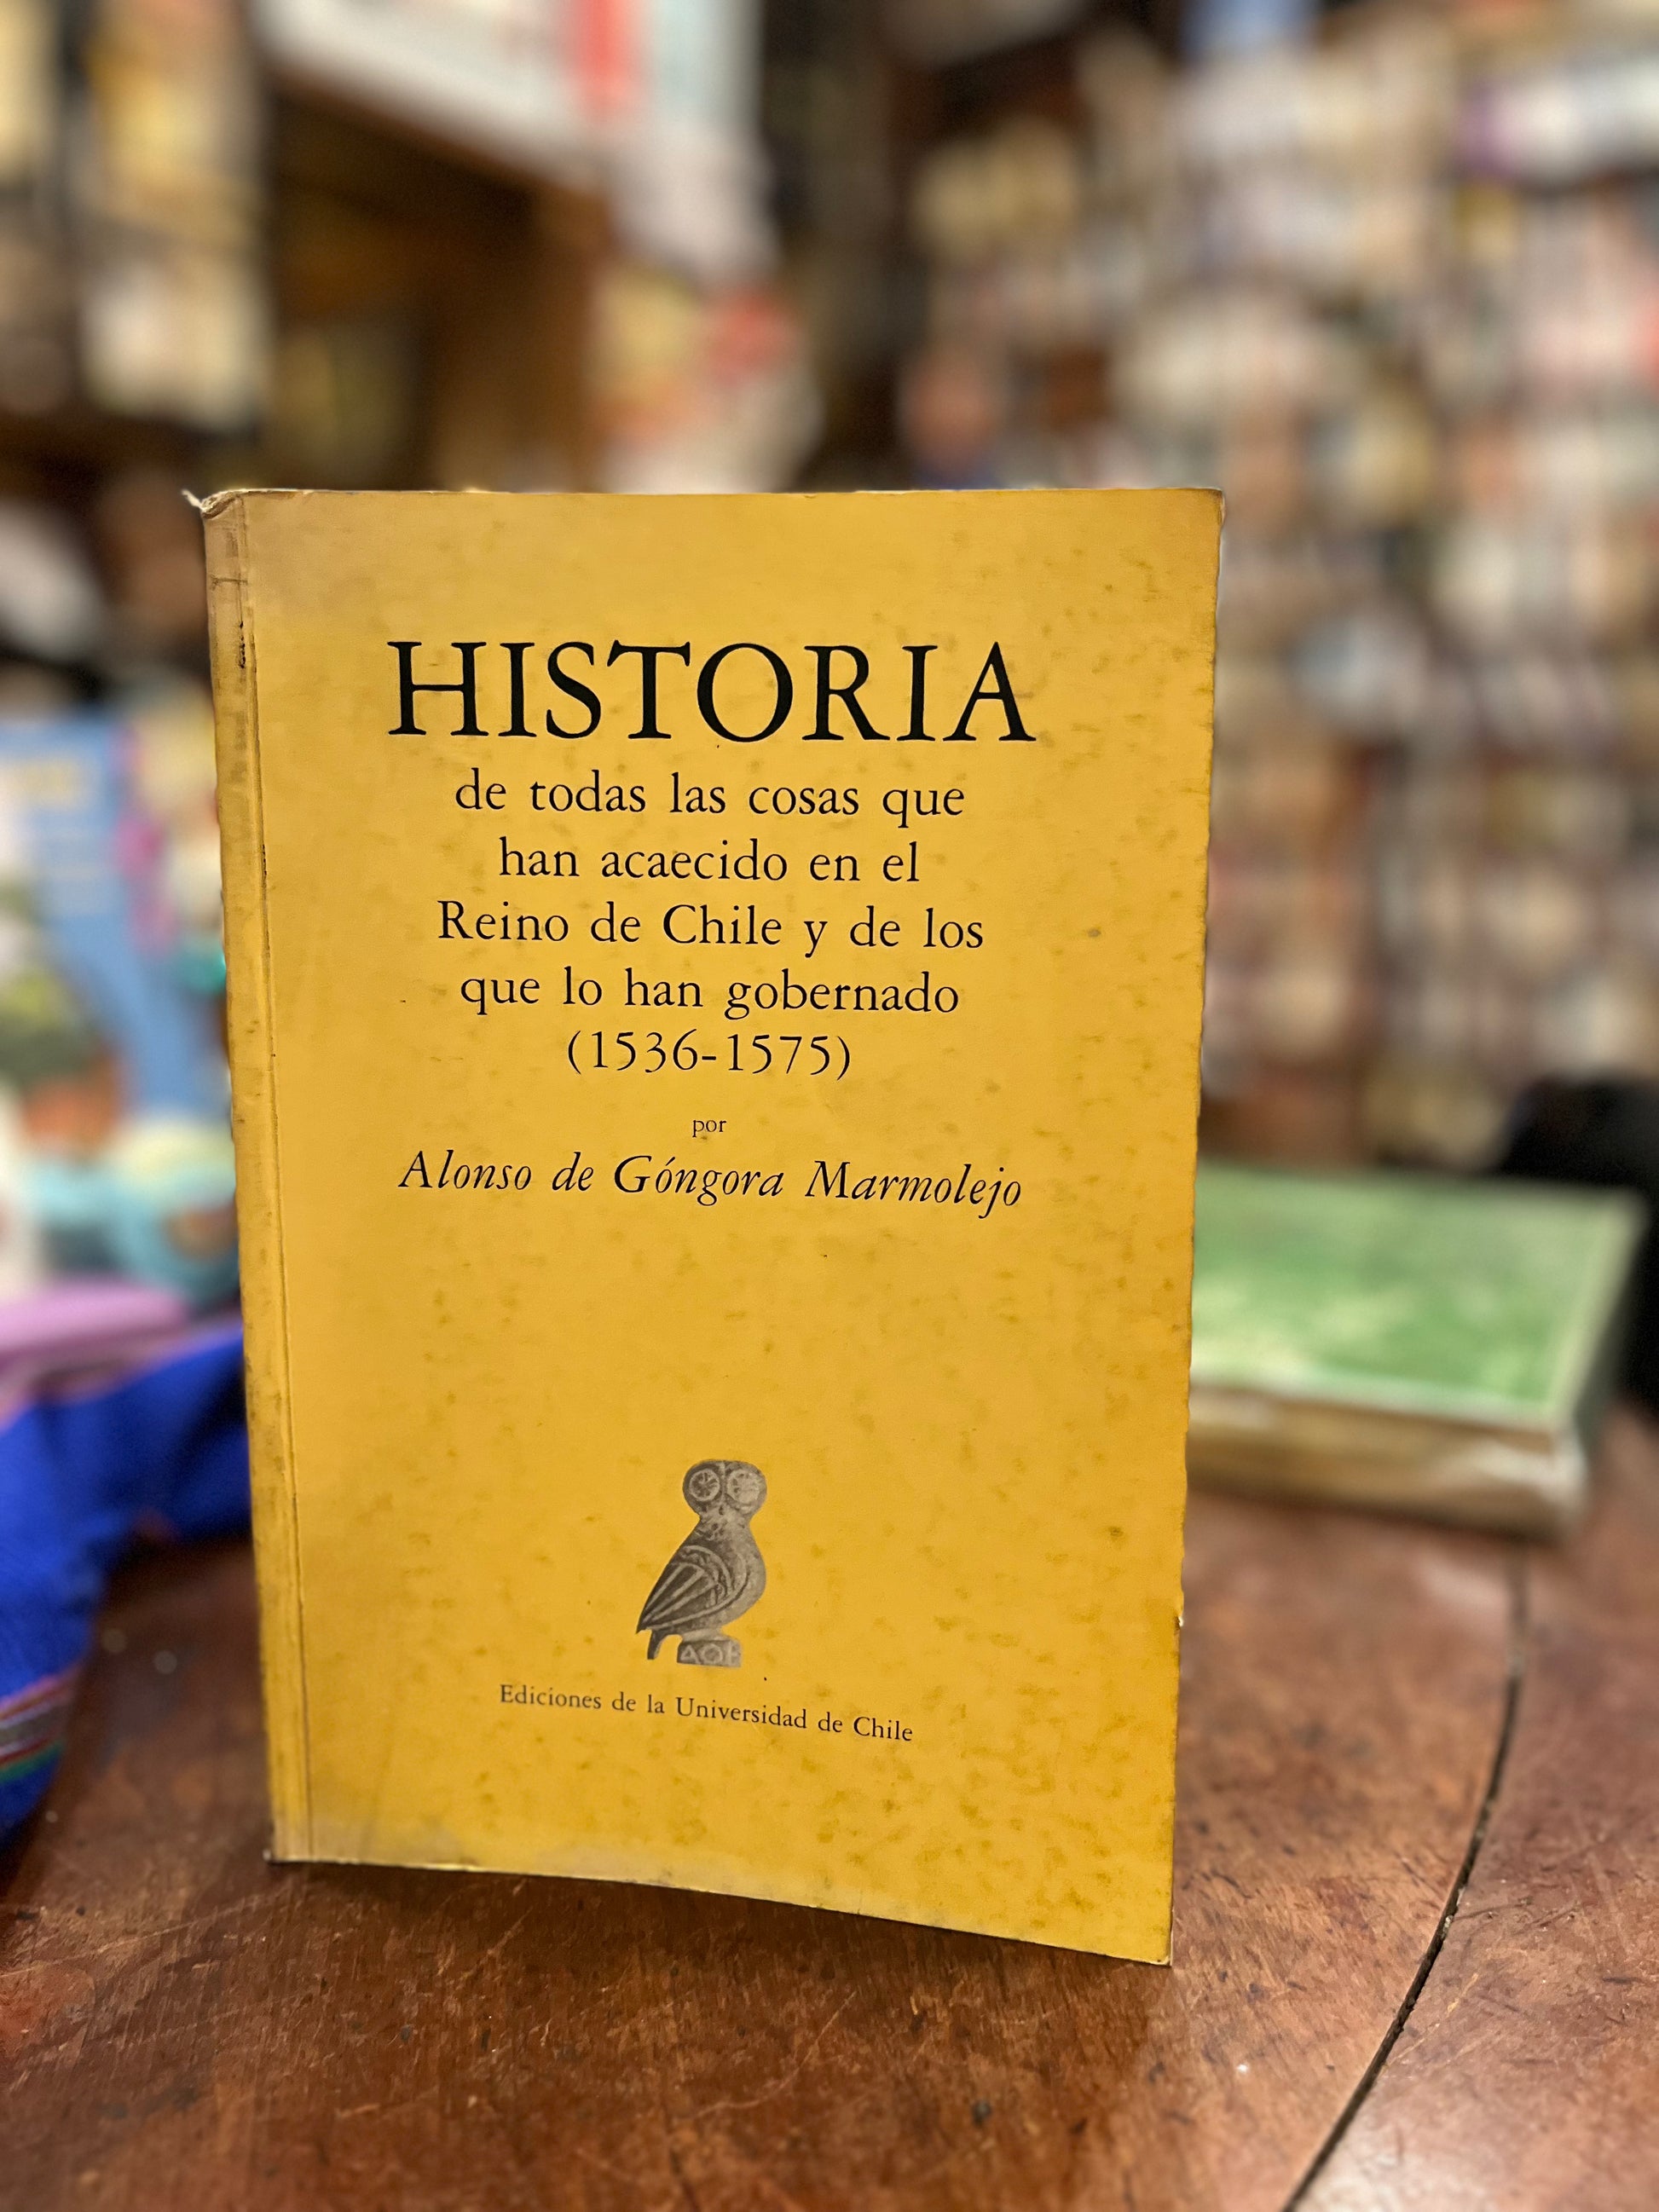 HISTORIA
de todas las cosas que
han acaecido en el
Reino de Chile y de los
que lo han gobernado
(1536-1575)
por
Alonso de Góngora Marmolejo
ΑΘΕ
Ediciones de la Universidad de Chile